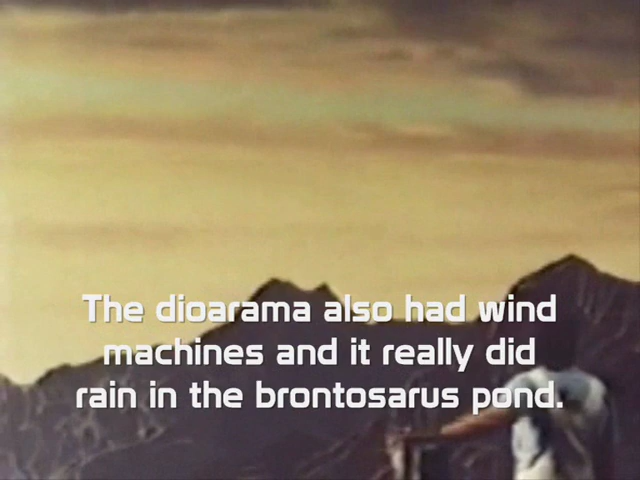 The dioarama also had wind
machines and it really did
rain in the brontosarus pond.